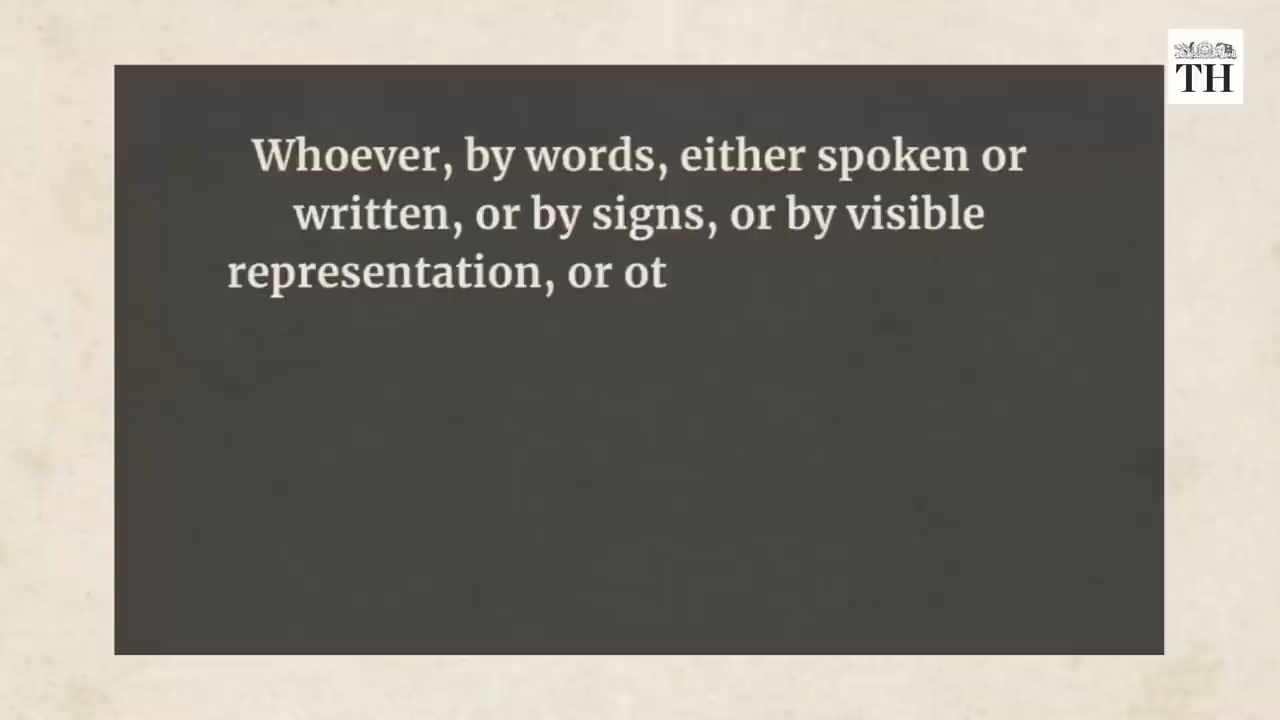 TH
Whoever, by words, either spoken or
written, or by signs, or by visible
representation, or ot